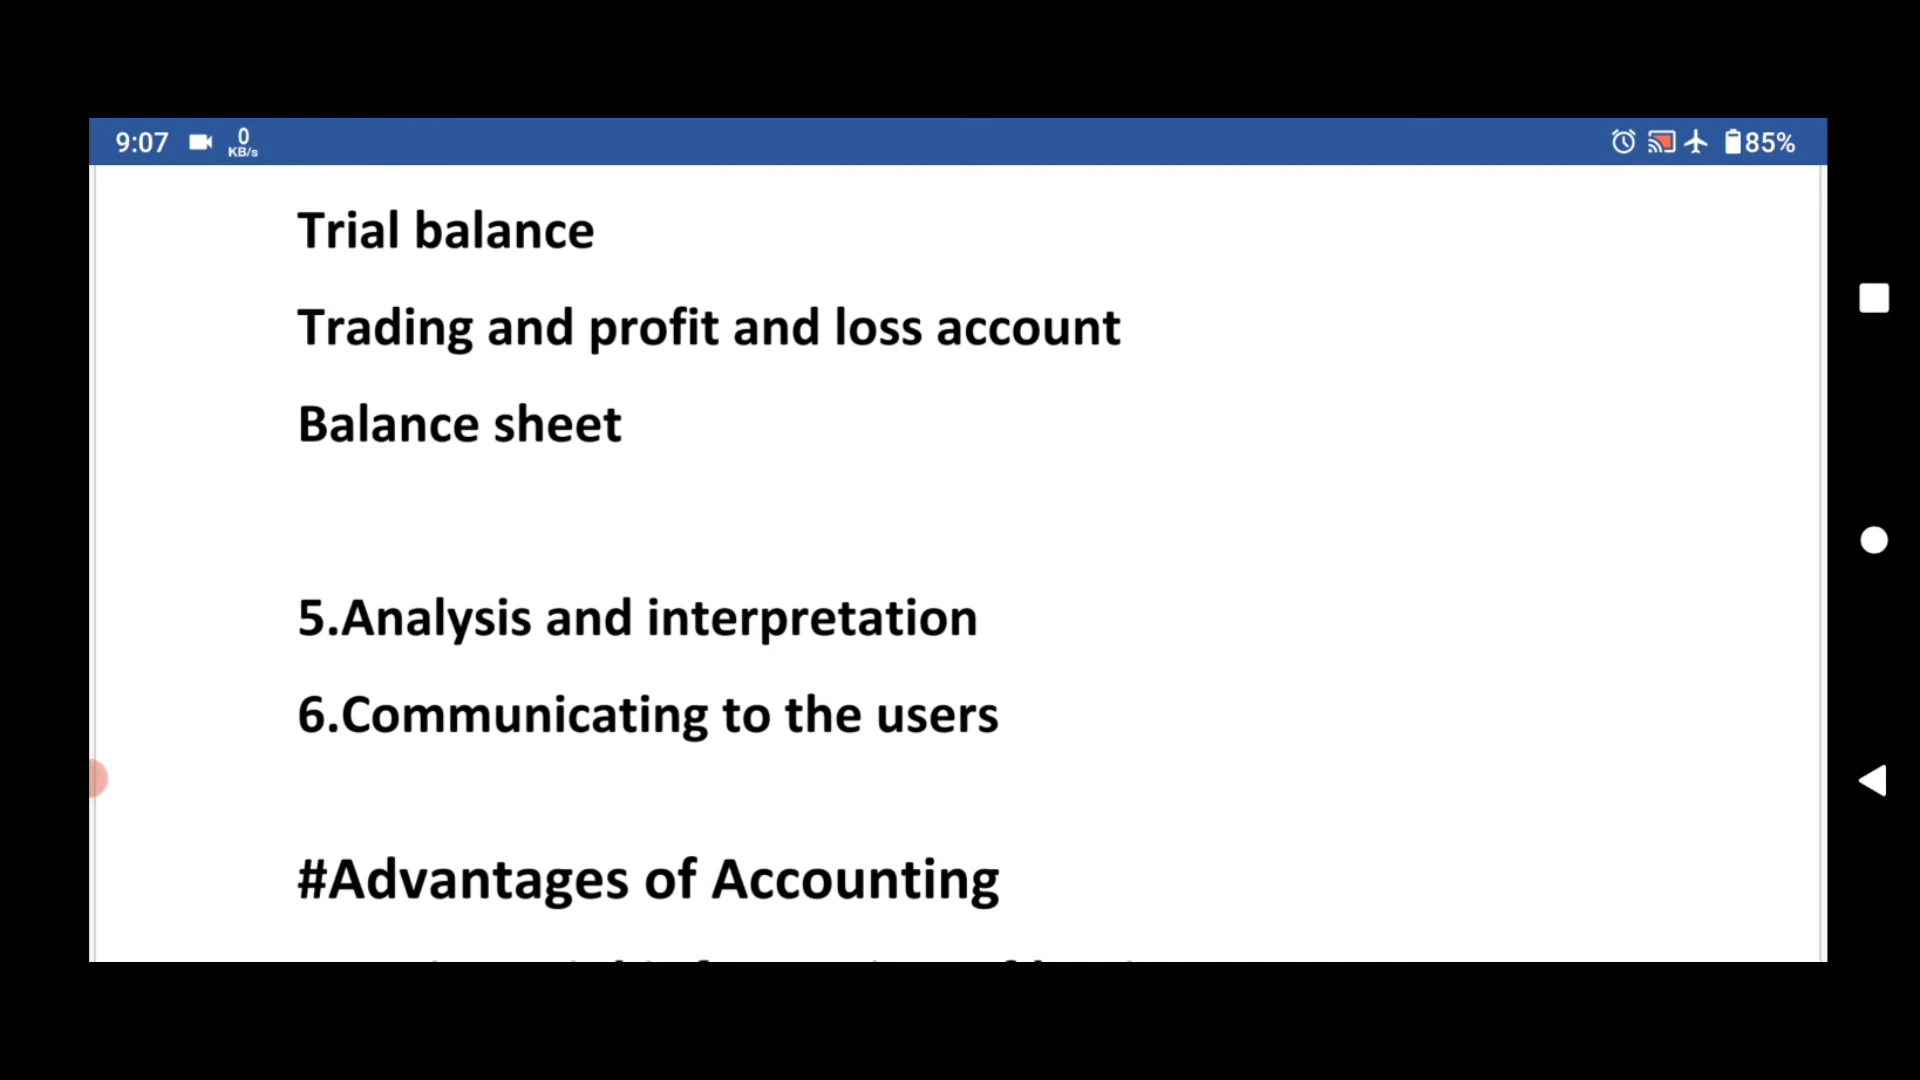 9:07 0 KB/s 85%
Trial balance
Trading and profit and loss account
Balance sheet
5.Analysis and interpretation
6.Communicating to the users
#Advantages of Accounting